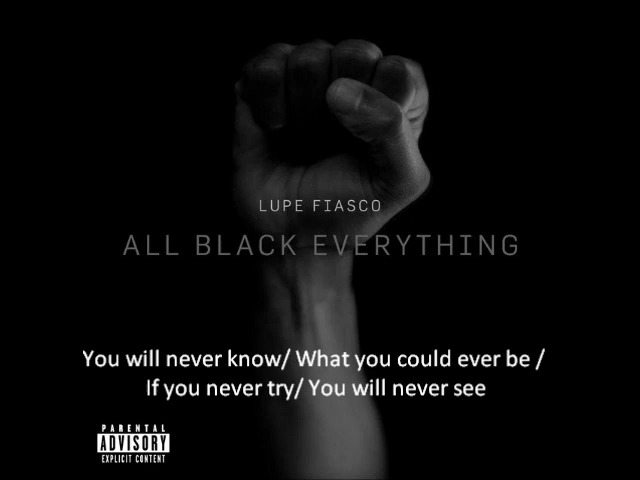 LUPE FIASCO
ALL BLACK EVERYTHING
You will never know/ What you could ever be /
If you never try/ You will never see
PARENTAL
ADVISORY
EXPLICIT CONTENT